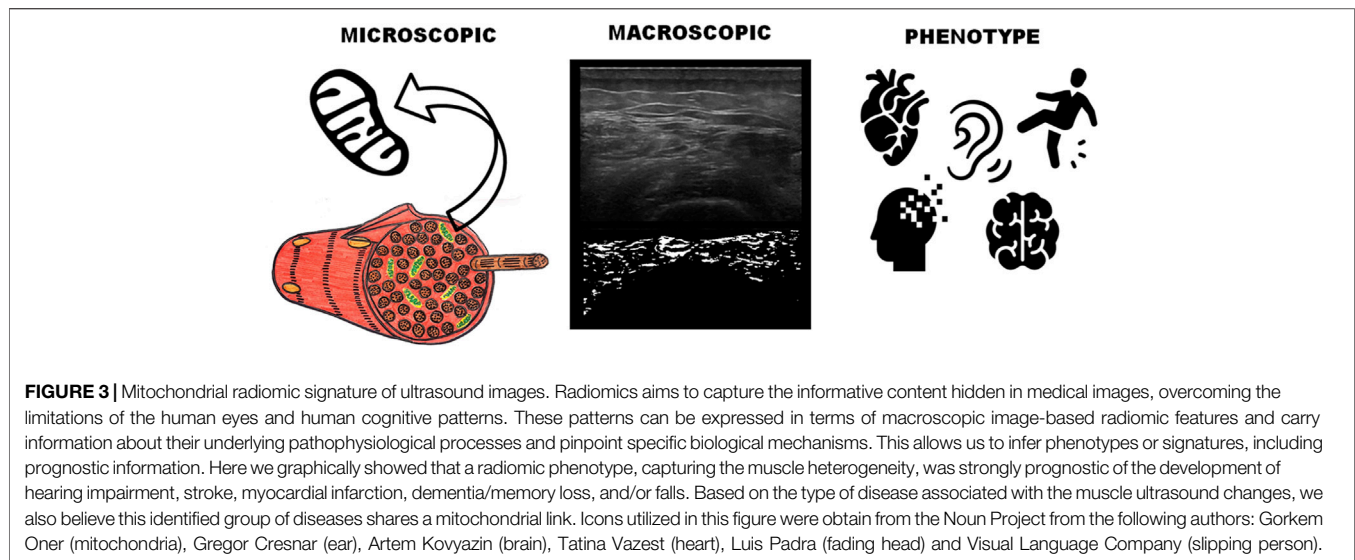 MICROSCOPIC
MACROSCOPIC
PHENOTYPE
FIGURE 3 | Mitochondrial radiomic signature of ultrasound images. Radiomics aims to capture the informative content hidden in medical images, overcoming the
limitations of the human eyes and human cognitive patterns. These patterns can be expressed in terms of macroscopic image-based radiomic features and carry
information about their underlying pathophysiological processes and pinpoint specific biological mechanisms. This allows us to infer phenotypes or signatures, including
prognostic information. Here we graphically showed that a radiomic phenotype, capturing the muscle heterogeneity, was strongly prognostic of the development of
hearing impairment, stroke, myocardial infarction, dementia/memory loss, and/or falls. Based on the type of disease associated with the muscle ultrasound changes, we
also believe this identified group of diseases shares a mitochondrial link. Icons utilized in this figure were obtain from the Noun Project from the following authors: Gorkem
Oner (mitochondria), Gregor Cresnar (ear), Artem Kovyazin (brain), Tatina Vazest (heart), Luis Padra (fading head) and Visual Language Company (slipping person).